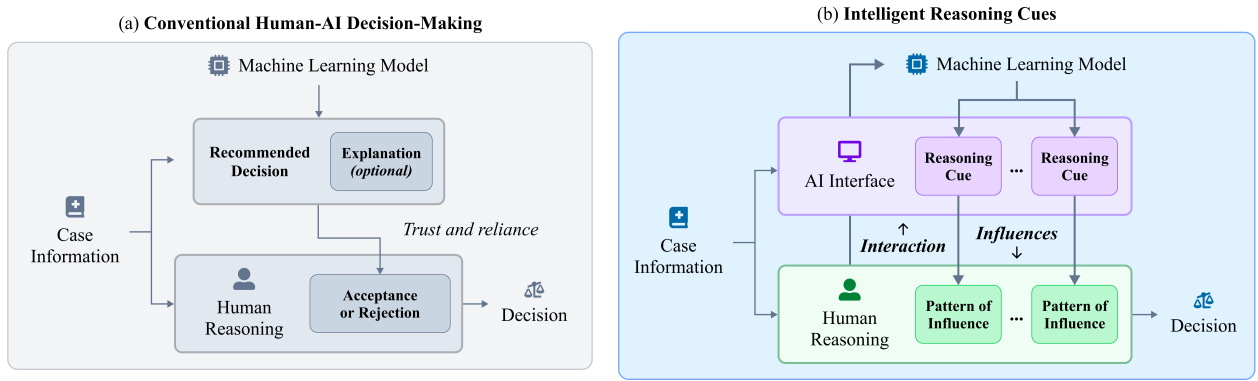 (a) Conventional Human-AI Decision-Making
Machine Learning Model
Recommended
Decision
Explanation
(optional)
Case
Information
Trust and reliance
Human
Reasoning
Acceptance
or Rejection
Decision
(b) Intelligent Reasoning Cues
Machine Learning Model
AI Interface
Reasoning
Cue
...
Reasoning
Cue
Case
Information
Interaction
Influences
Human
Reasoning
Pattern of
Influence
...
Pattern of
Influence
Decision